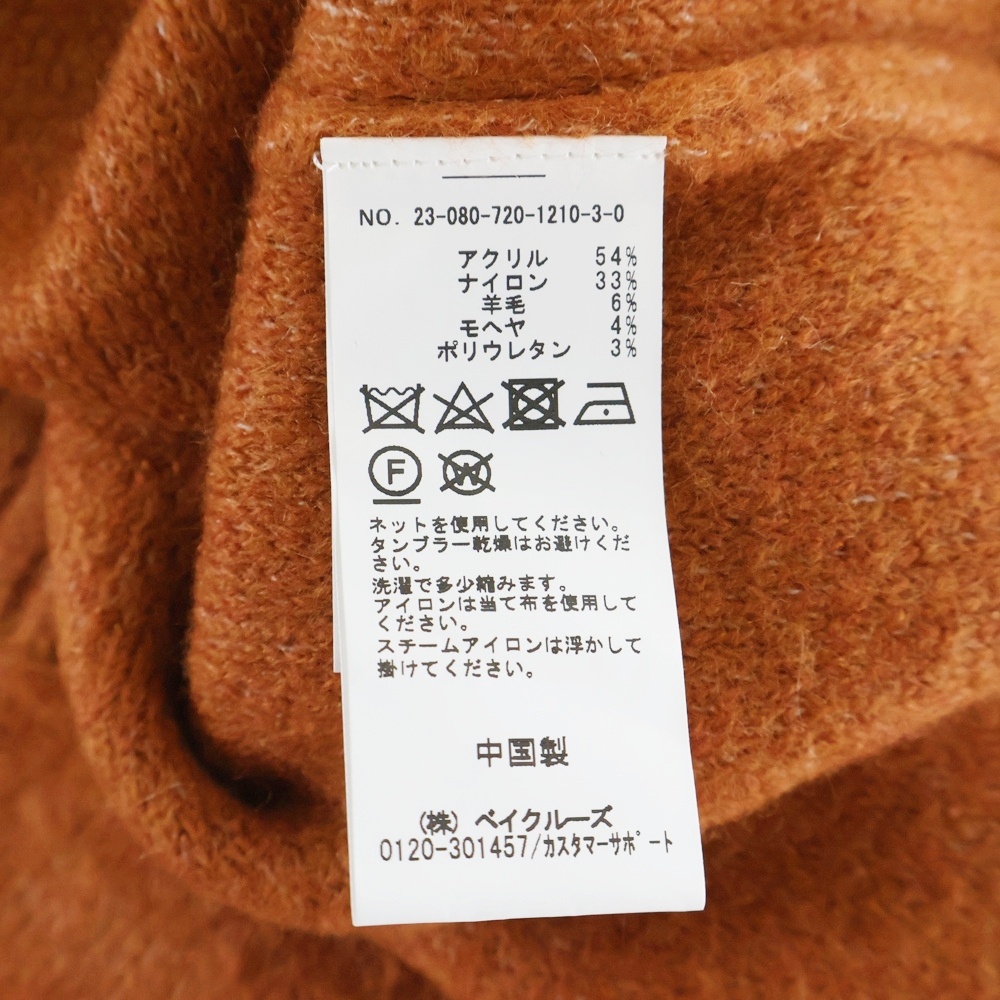 NO. 23-080-720-1210-3-0
アクリル 54%
ナイロン 33%
羊毛 6%
モヘヤ 4%
ポリウレタン 3%
F W
ネットを使用してください。
タンブラー乾燥はお避けくだ
さい。
洗濯で多少縮みます。
アイロンは当て布を使用して
ください。
スチームアイロンは浮かして
掛けてください。
中国製
(株) ベイクルーズ
0120-301457/カスタマーサポート